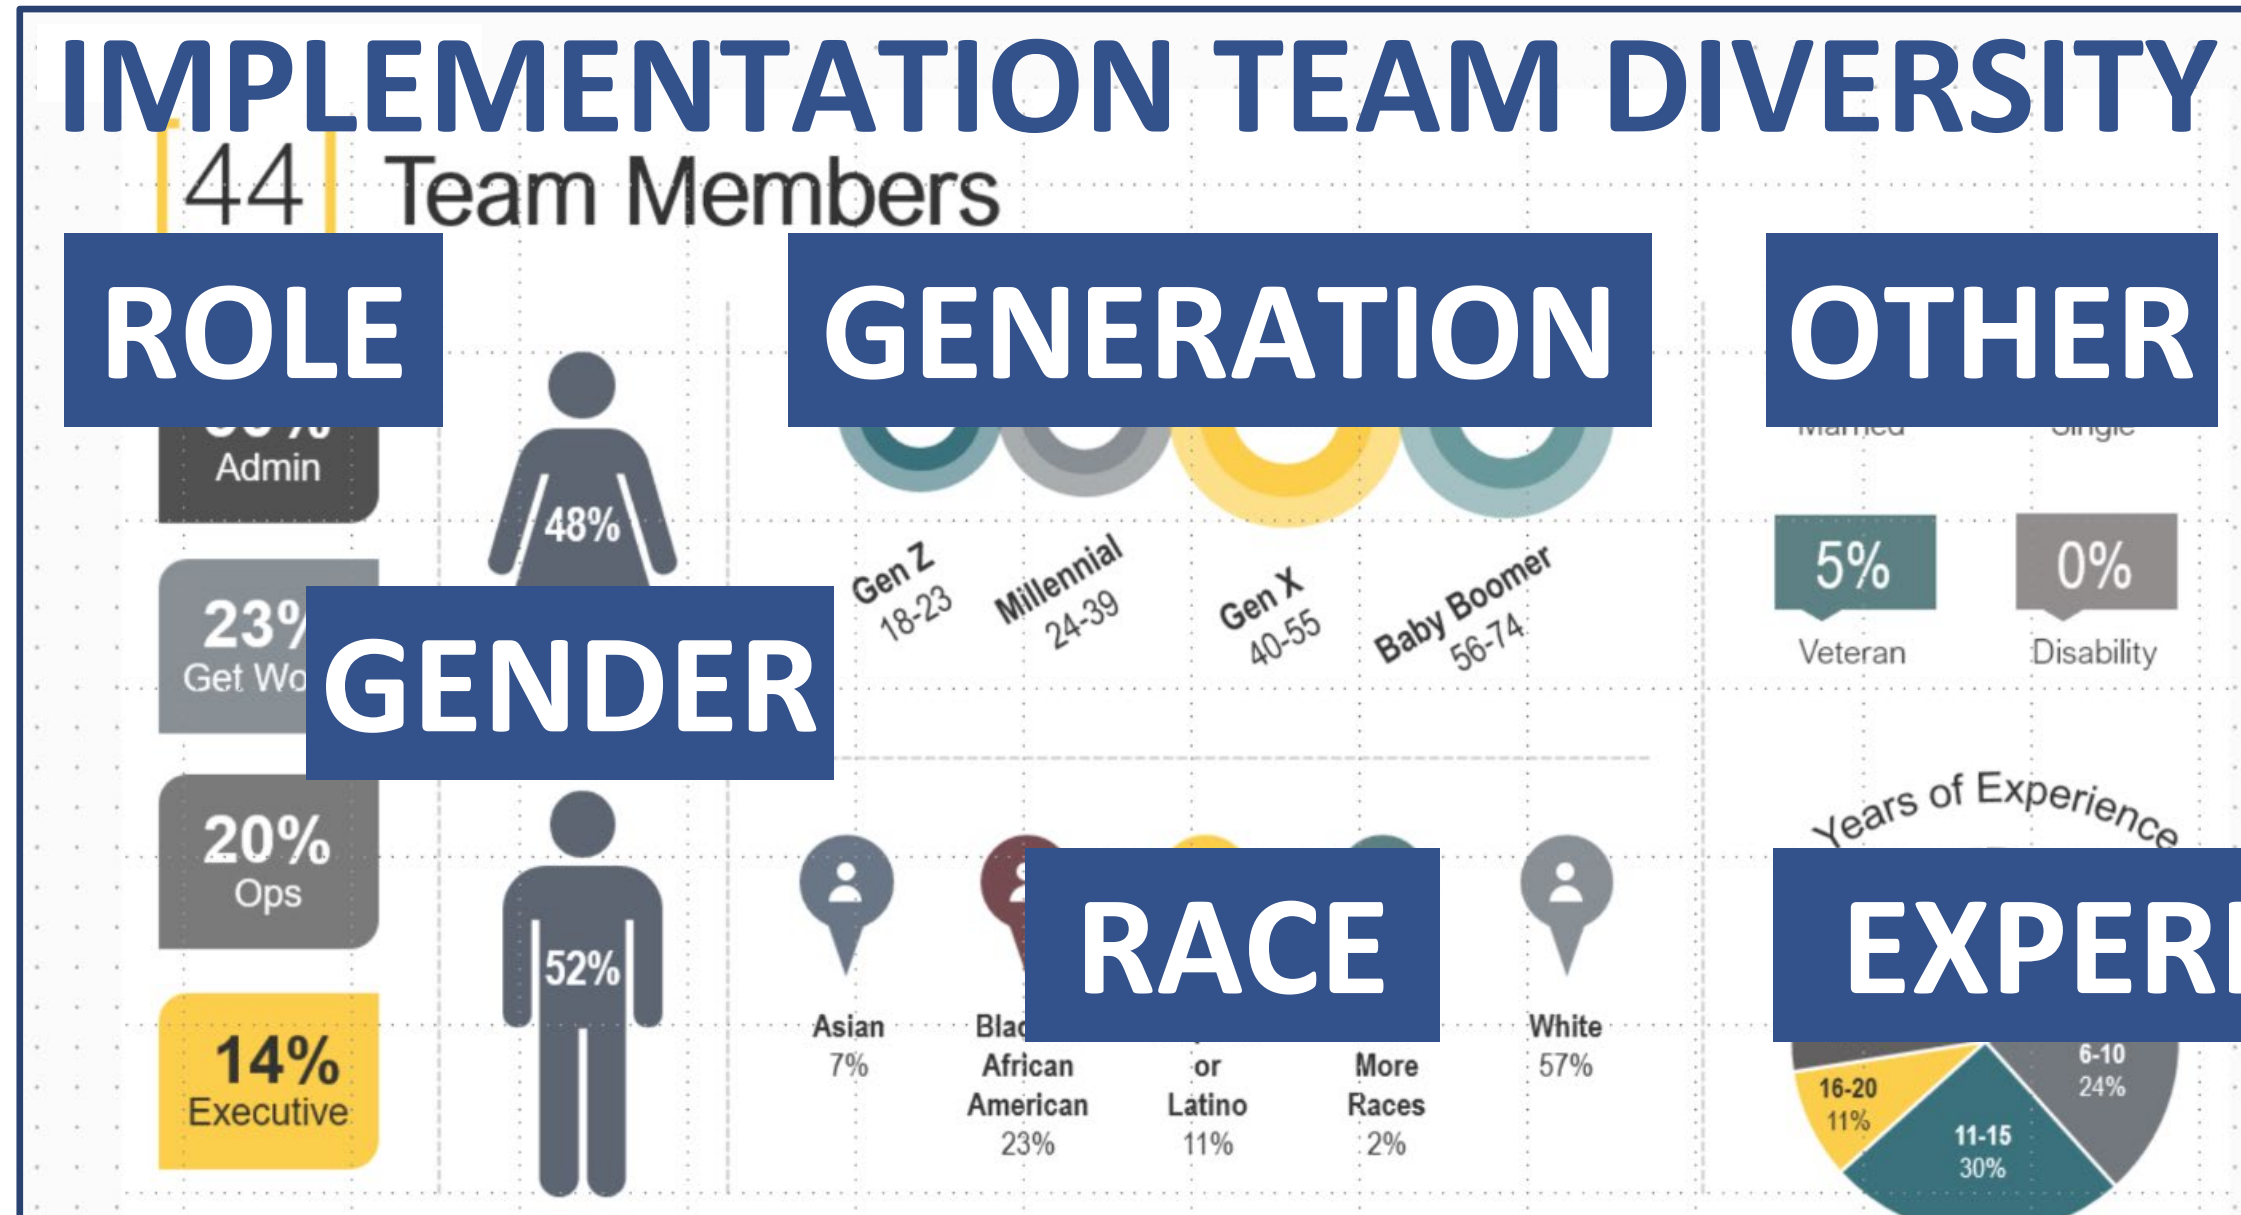 IMPLEMENTATION TEAM DIVERSITY
44 Team Members
ROLE
Admin
23%
Get
20%
Ops
14%
Executive
48%
GENDER
52%
GENERATION
Gen Z
18-23
Millennial
24-39
Gen X
40-55
Baby Boomer
56-74
RACE
Asian
7%
African
American
23%
or
Latino
11%
More
Races
2%
White
57%
OTHER
Married
Single
5%
Veteran
0%
Disability
Years of Experience
6-10
24%
11-15
30%
16-20
11%